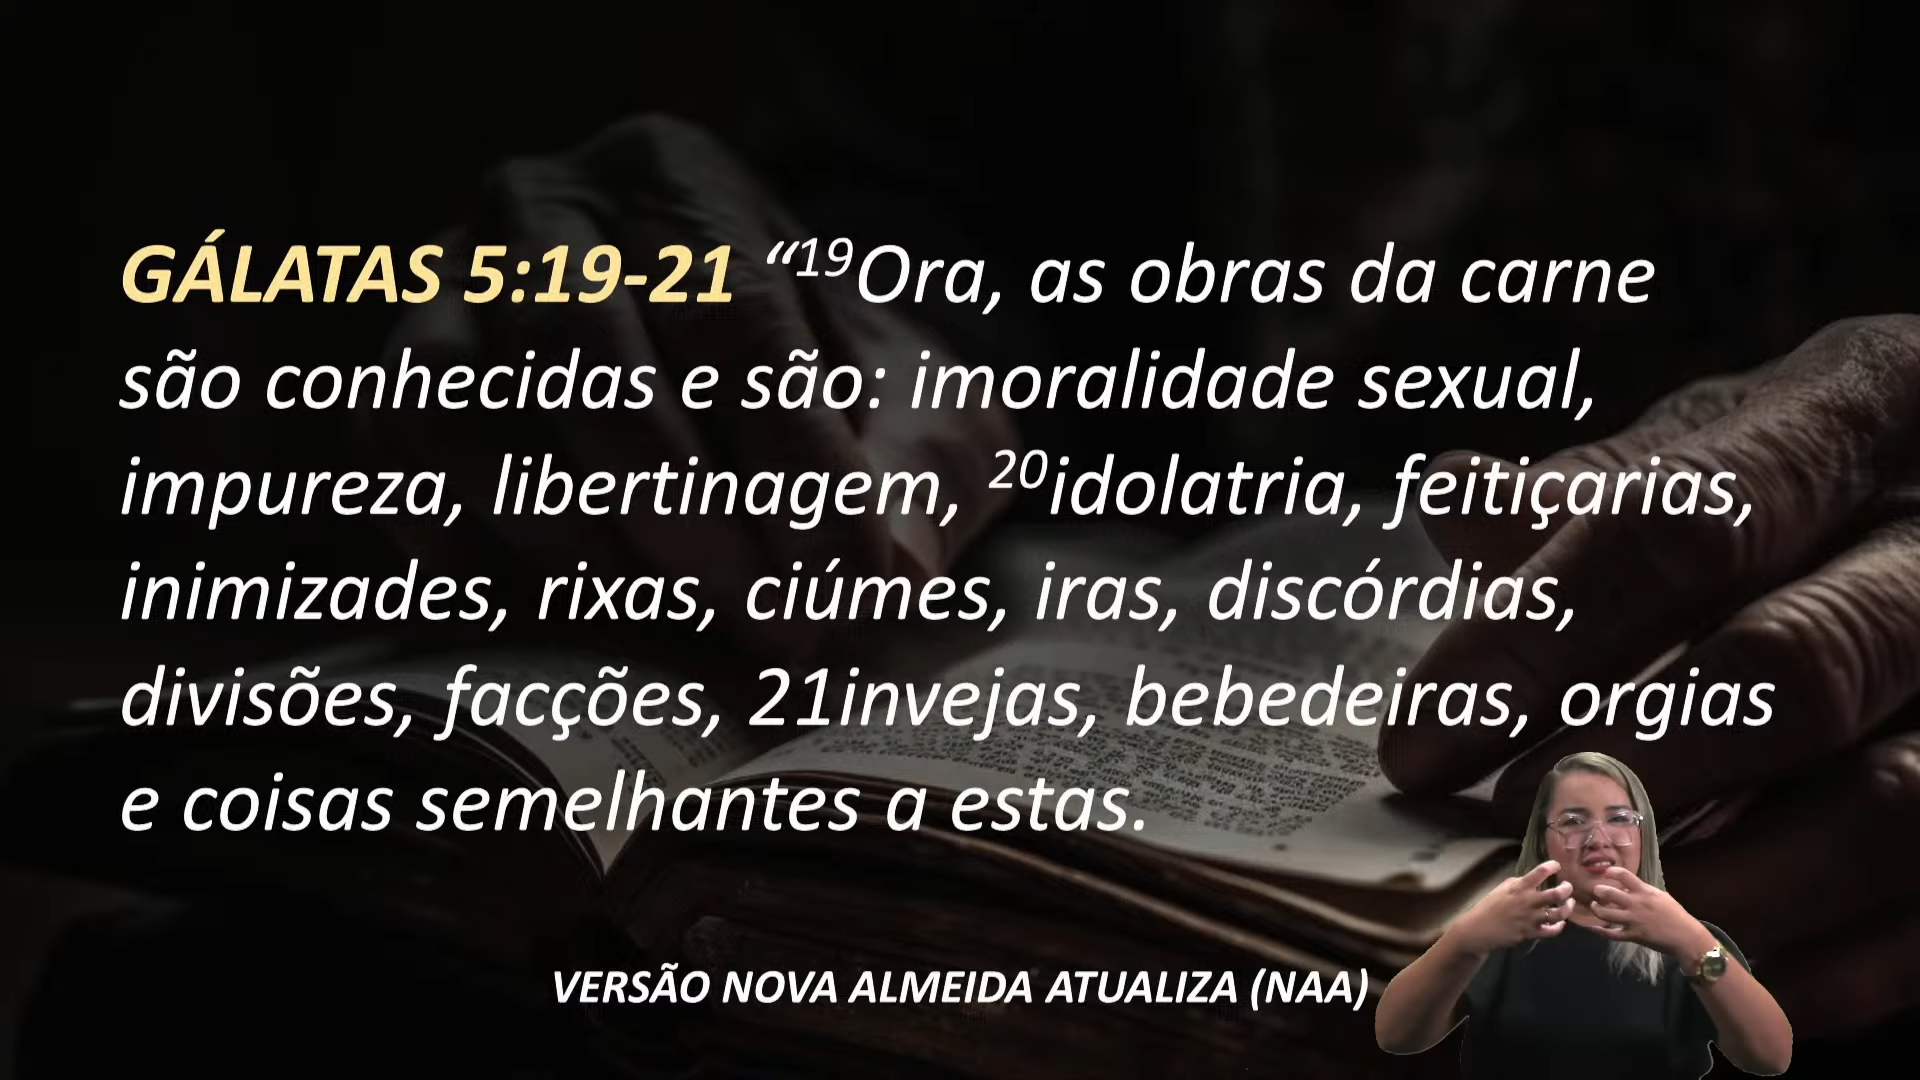 GÁLATAS 5:19-21 “19Ora, as obras da carne
são conhecidas e são: imoralidade sexual,
impureza, libertinagem, 20idolatria, feitiçarias,
inimizades, rixas, ciúmes, iras, discórdias,
divisões, facções, 21invejas, bebedeiras, orgias
e coisas semelhantes a estas.
VERSÃO NOVA ALMEIDA ATUALIZA (NAA)